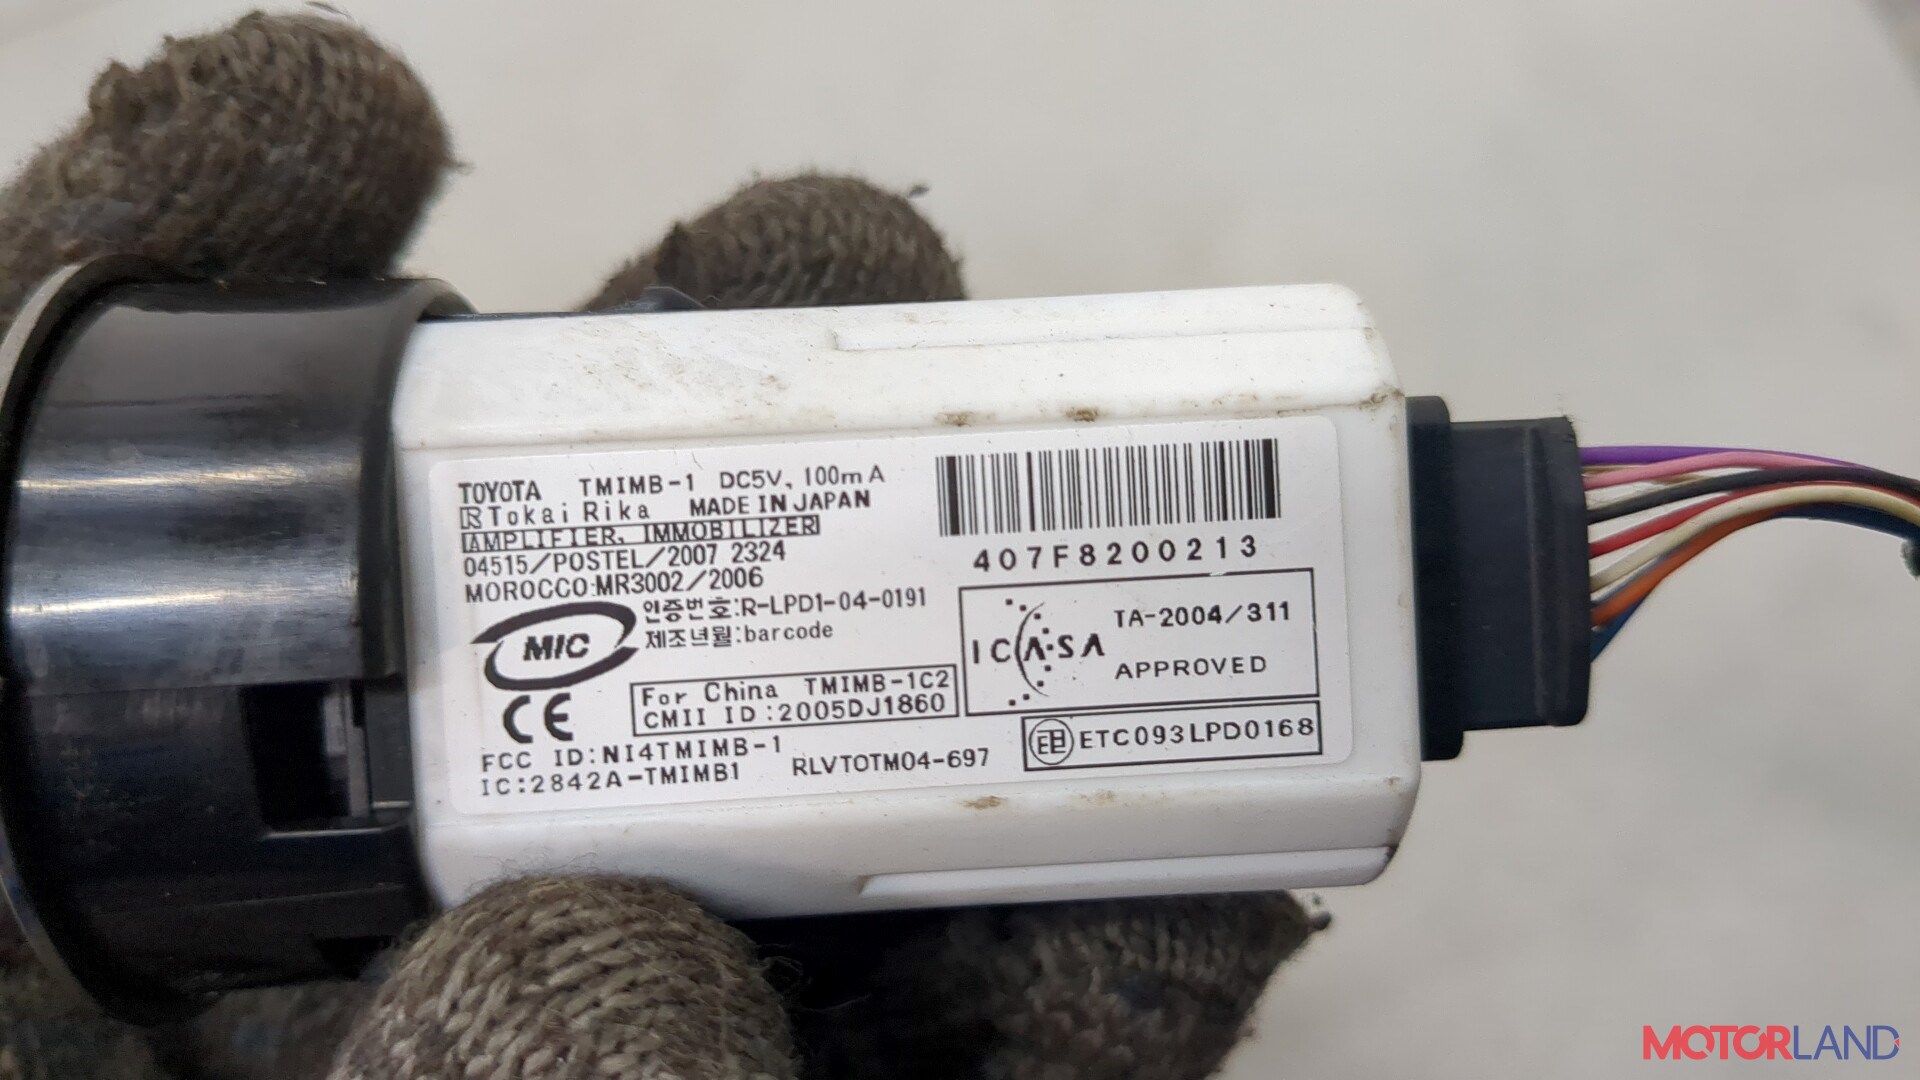 TOYOTA TMIMB-1 DC5V, 100mA
R Tokai Rika MADE IN JAPAN
AMPLIFIER, IMMOBILIZER
04515/POSTEL/2007 2324
MOROCCO:MR3002/2006
MIC
인증번호:R-LPD1-04-0191
제조년월:barcode
CE
For China TMIMB-1C2
CMII ID:2005DJ1860
FCC ID:NI4TMIMB-1
IC:2842A-TMIMB1
RLVTOTM04-697
407F8200213
ICASA
TA-2004/311
APPROVED
ETC093LPD0168
MOTORLAND